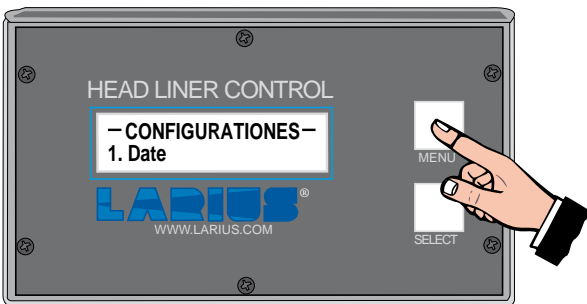 HEAD LINER CONTROL
– CONFIGURATIONES –
1. Date
LARIUS®
WWW.LARIUS.COM
MENU
SELECT